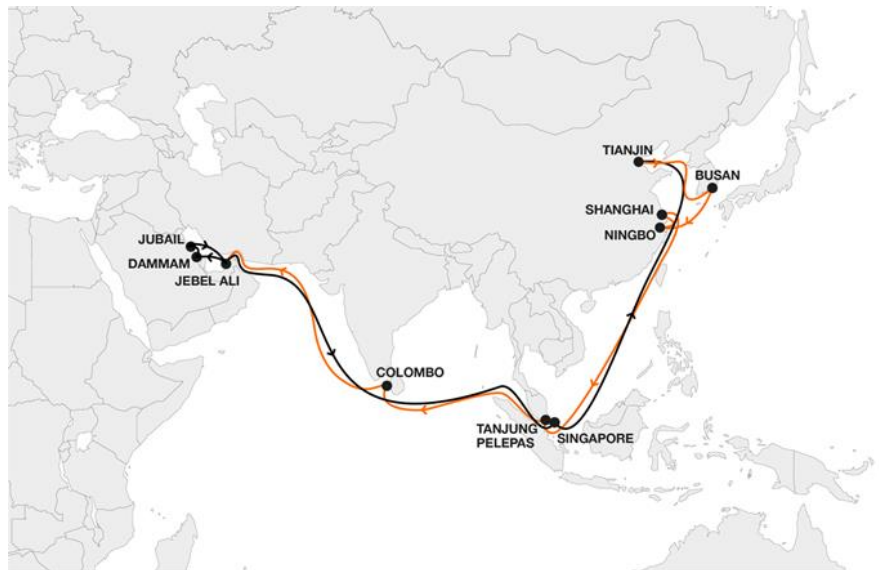 TIANJIN
BUSAN
SHANGHAI
NINGBO
JUBAIL
DAMMAM
JEBEL ALI
COLOMBO
TANJUNG
PELEPAS
SINGAPORE